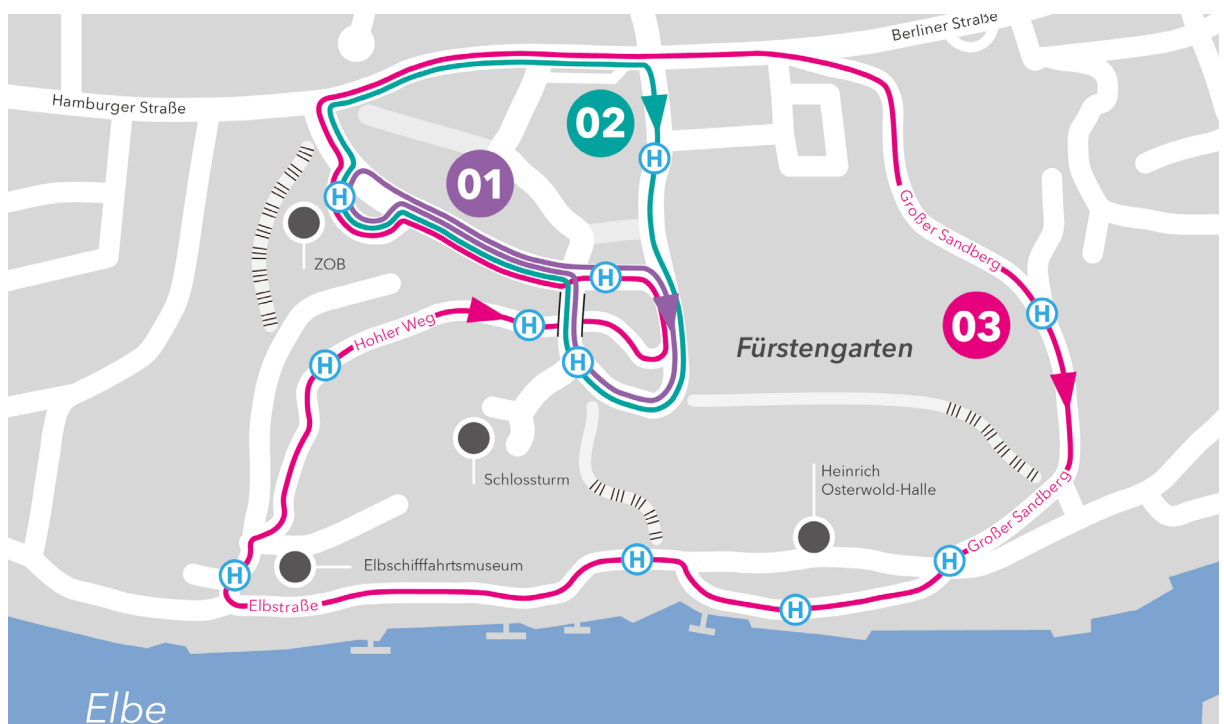 Berliner Straße
Hamburger Straße
02
H
01
H
Großer Sandberg
ZOB
H
H
03
Hohler Weg
H
Fürstengarten
H
H
Schlossturm
Heinrich
Osterwold-Halle
Großer Sandberg
Elbschifffahrtsmuseum
H
H
H
Elbstraße
H
Elbe